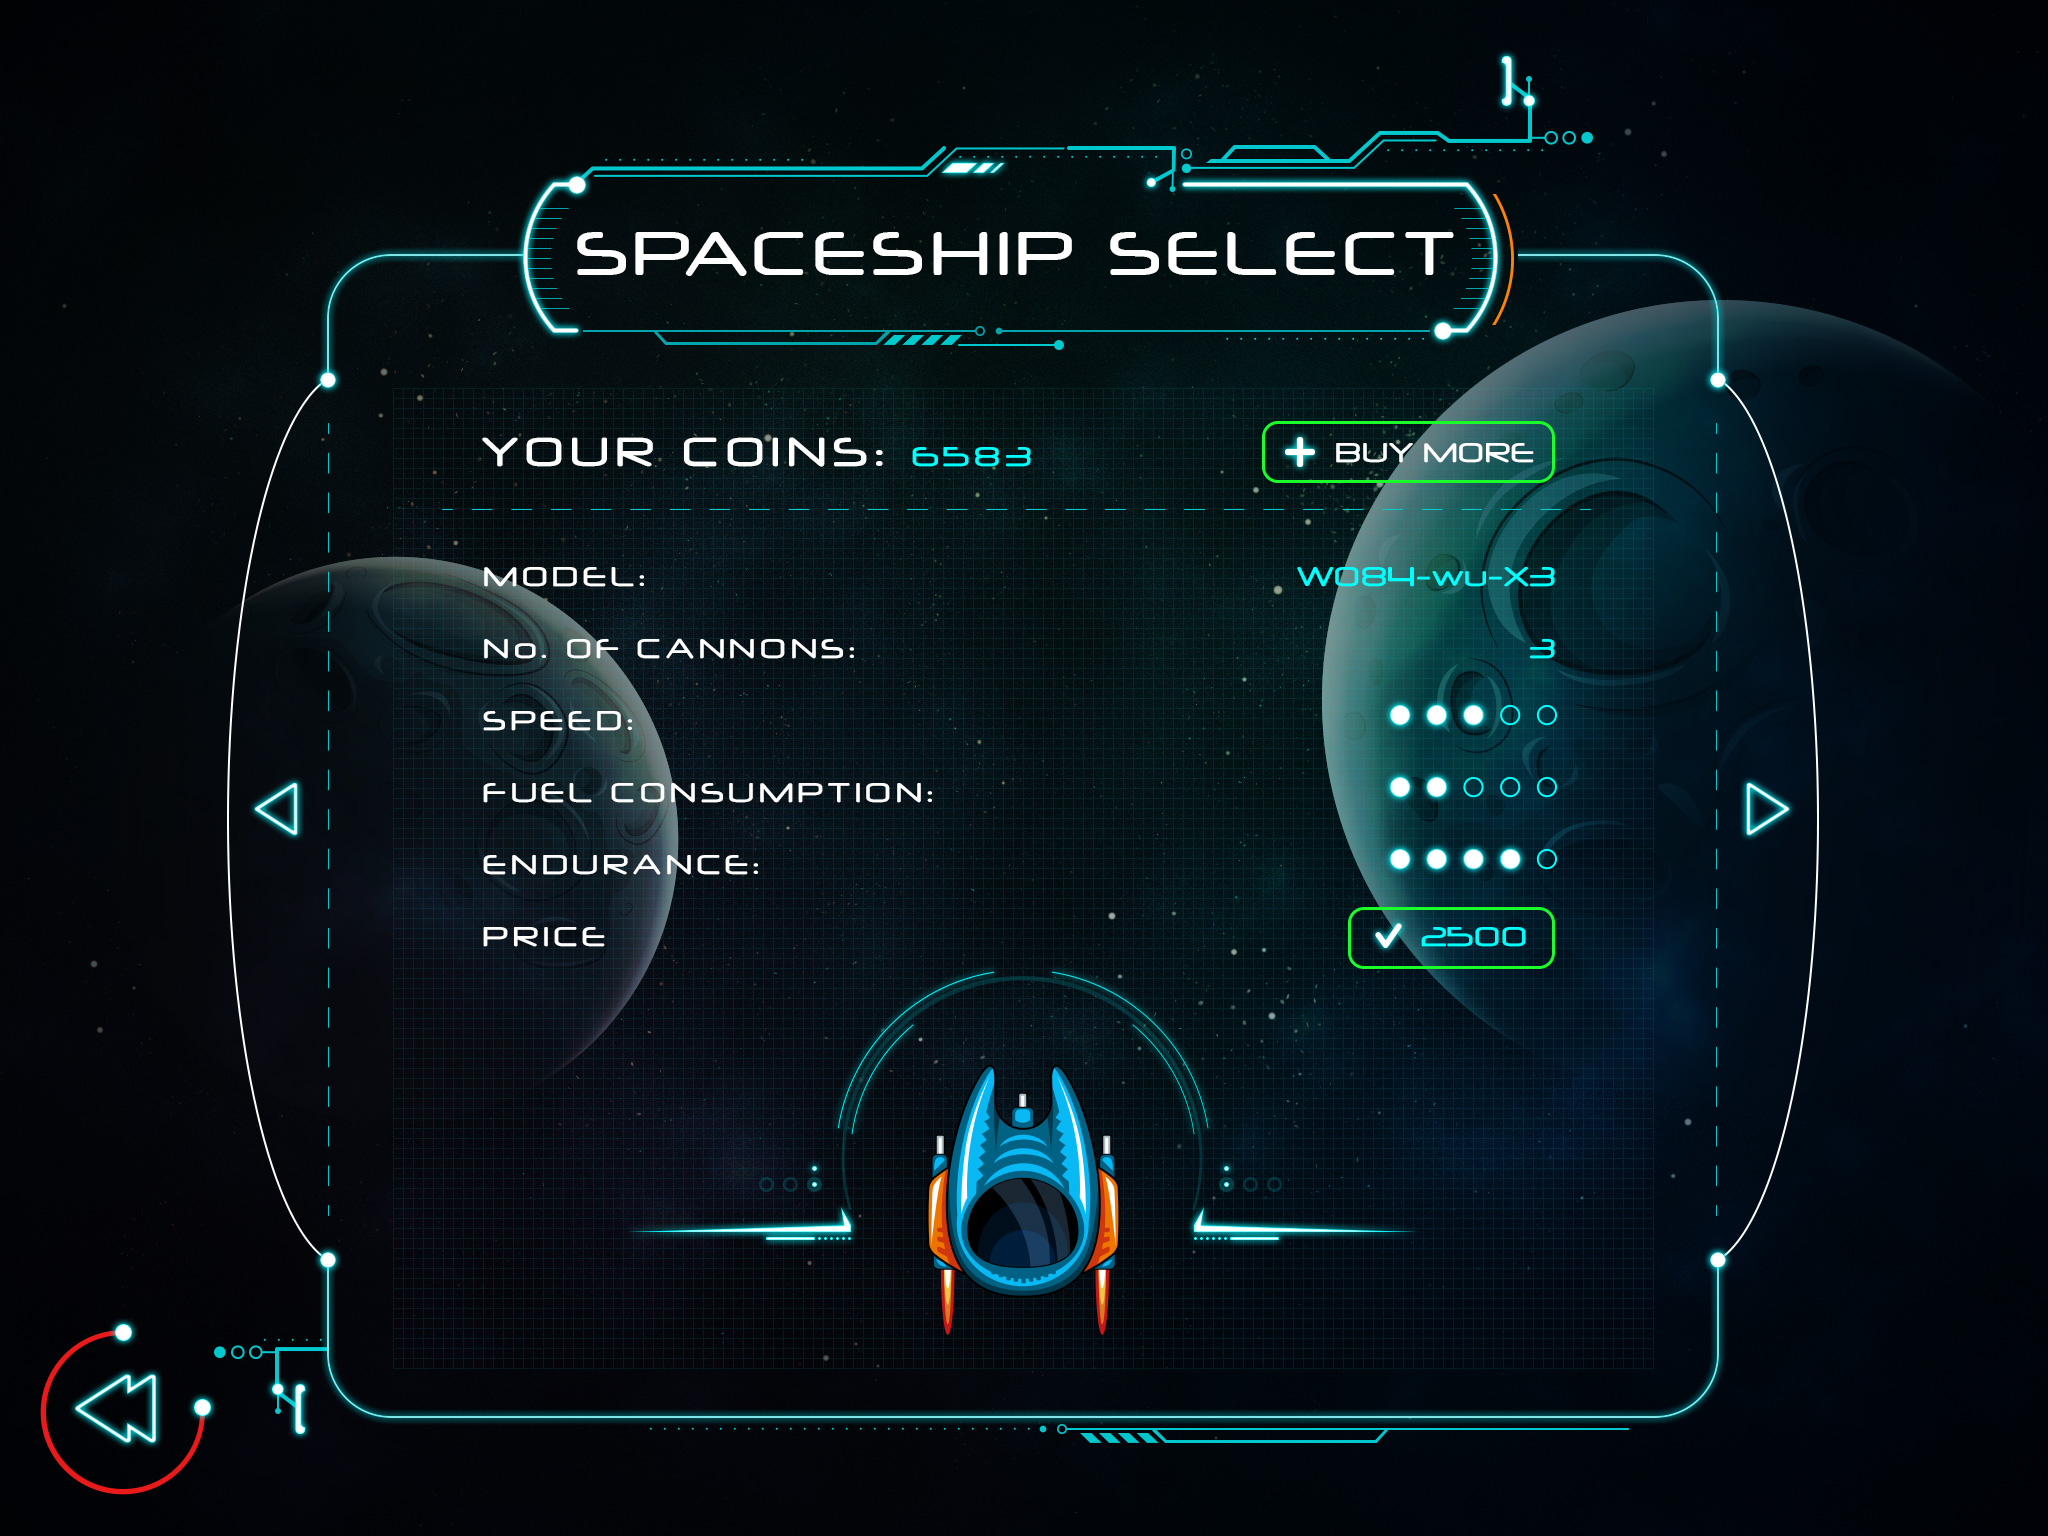 SPACESHIP SELECT
YOUR COINS: 6583
BUY MORE
MODEL: W084-wu-X3
No. OF CANNONS: 3
SPEED:
FUEL CONSUMPTION:
ENDURANCE:
PRICE 2500